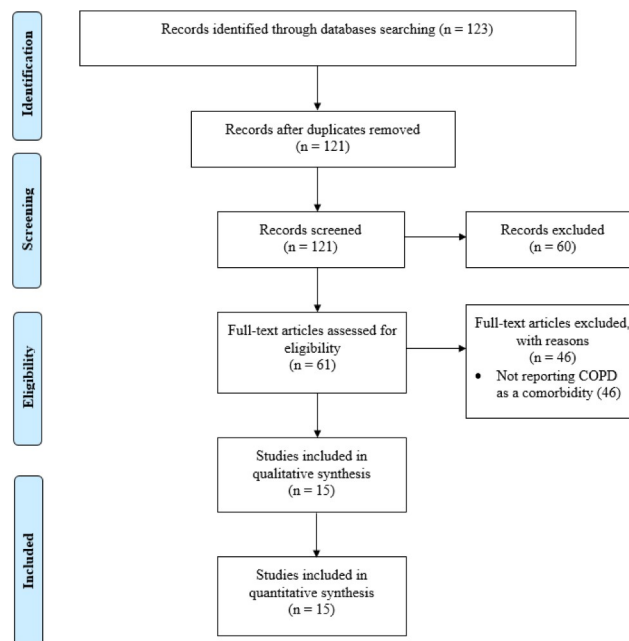 Identification
Records identified through databases searching (n = 123)
Records after duplicates removed
(n = 121)
Screening
Records screened
(n = 121)
Records excluded
(n = 60)
Eligibility
Full-text articles assessed for
eligibility
(n = 61)
Full-text articles excluded,
with reasons
(n = 46)
• Not reporting COPD
as a comorbidity (46)
Studies included in
qualitative synthesis
(n = 15)
Included
Studies included in
quantitative synthesis
(n = 15)